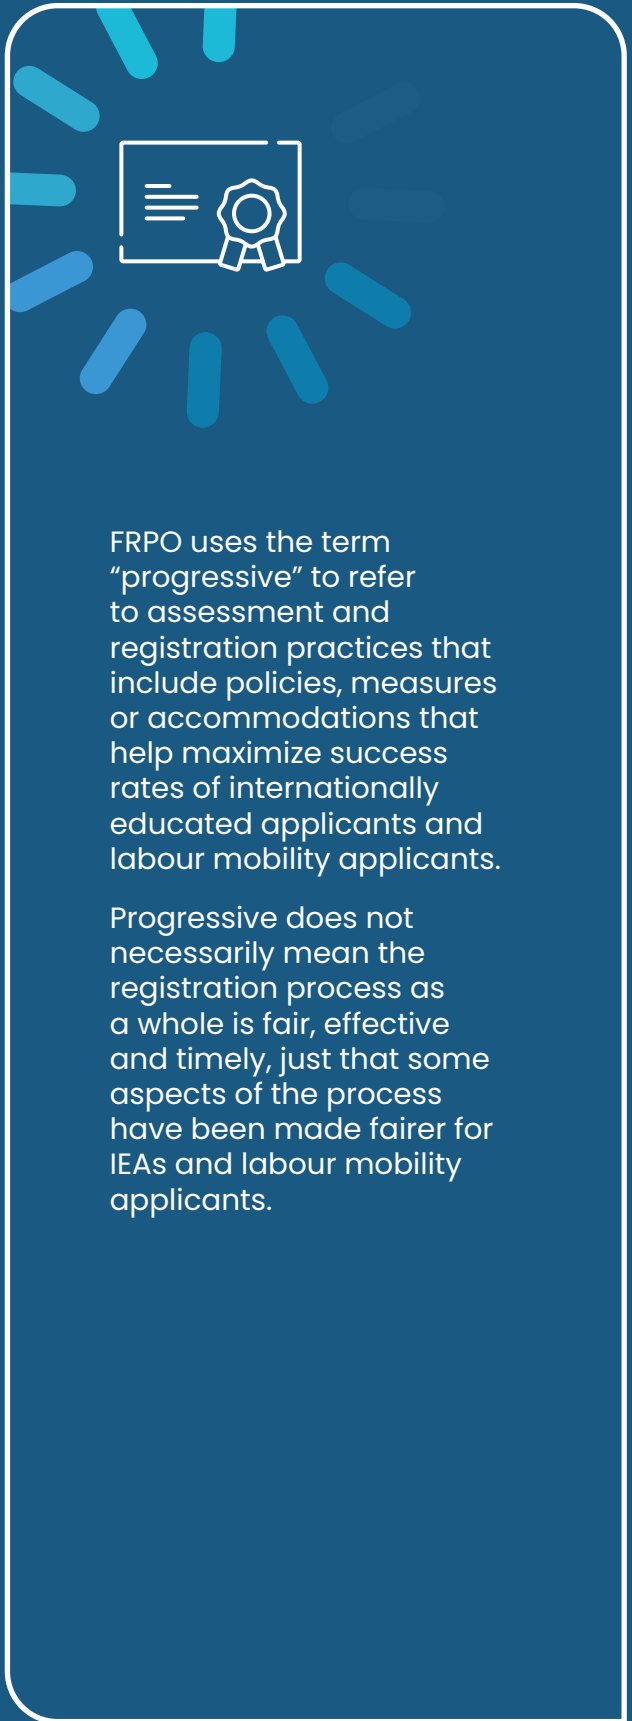 FRPO uses the term
“progressive” to refer
to assessment and
registration practices that
include policies, measures
or accommodations that
help maximize success
rates of internationally
educated applicants and
labour mobility applicants.
Progressive does not
necessarily mean the
registration process as
a whole is fair, effective
and timely, just that some
aspects of the process
have been made fairer for
IEAs and labour mobility
applicants.